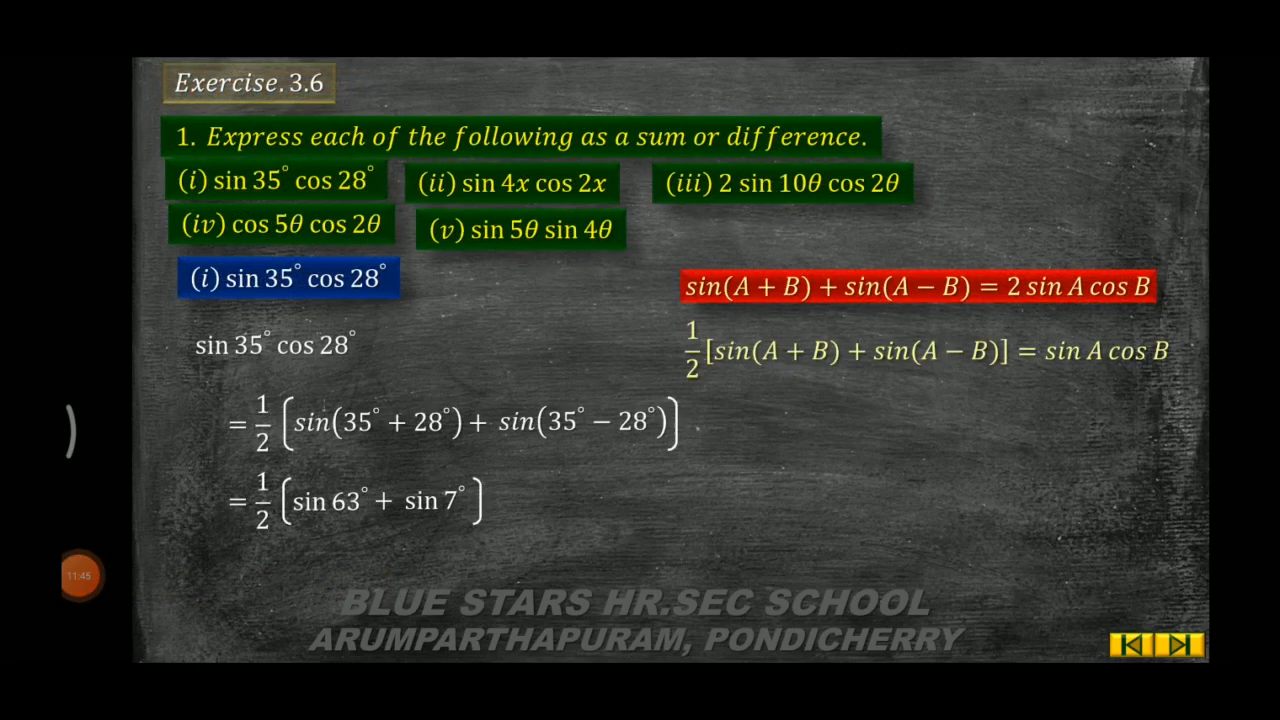 Exercise.3.6
1. Express each of the following as a sum or difference.
(i) sin 35° cos 28° (ii) sin 4x cos 2x (iii) 2 sin 10θ cos 2θ
(iv) cos 5θ cos 2θ (v) sin 5θ sin 4θ
(i) sin 35° cos 28°
sin(A + B) + sin(A − B) = 2 sin A cos B
sin 35° cos 28°
1/2 [sin(A + B) + sin(A − B)] = sin A cos B
= 1/2 (sin(35° + 28°) + sin(35° − 28°))
= 1/2 (sin 63° + sin 7°)
11:45
BLUE STARS HR.SEC SCHOOL
ARUMPARTHAPURAM, PONDICHERRY